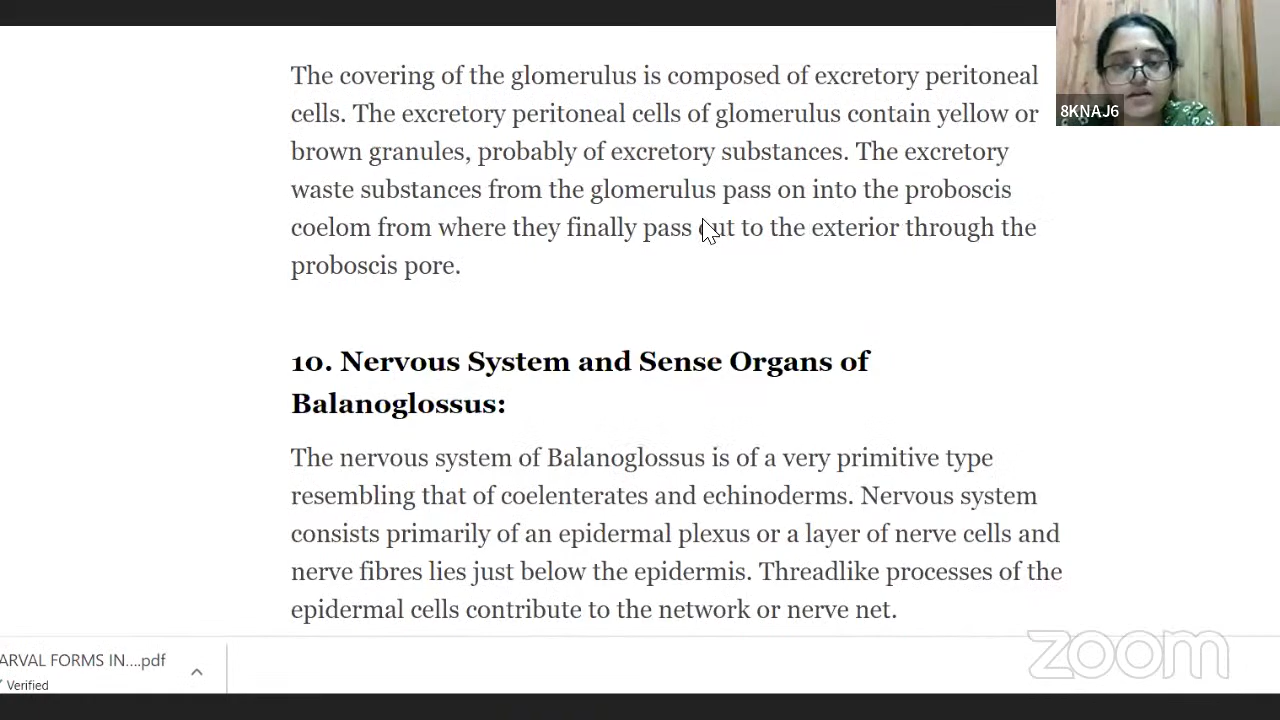 The covering of the glomerulus is composed of excretory peritoneal
cells. The excretory peritoneal cells of glomerulus contain yellow or
brown granules, probably of excretory substances. The excretory
waste substances from the glomerulus pass on into the proboscis
coelom from where they finally pass out to the exterior through the
proboscis pore.
8KNAJ6
10. Nervous System and Sense Organs of
Balanoglossus:
The nervous system of Balanoglossus is of a very primitive type
resembling that of coelenterates and echinoderms. Nervous system
consists primarily of an epidermal plexus or a layer of nerve cells and
nerve fibres lies just below the epidermis. Threadlike processes of the
epidermal cells contribute to the network or nerve net.
ARVAL FORMS IN....pdf
Verified
zoom